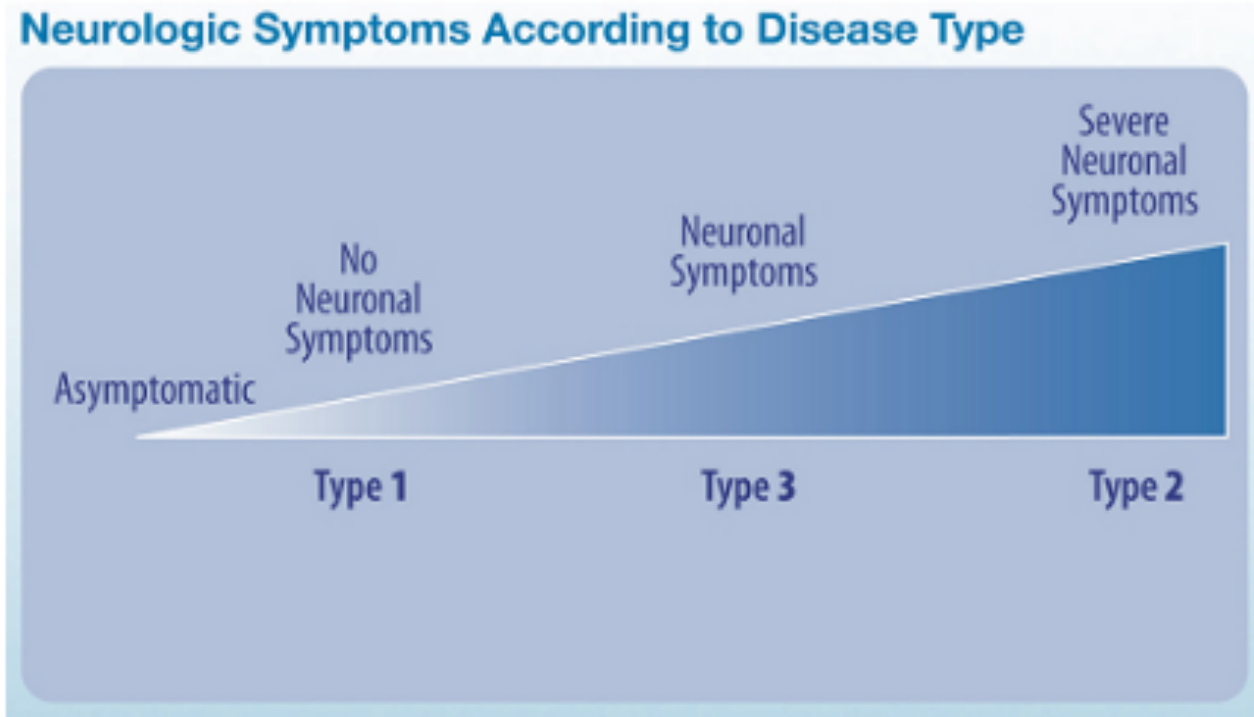 Neurologic Symptoms According to Disease Type
Severe
Neuronal
Symptoms
Neuronal
Symptoms
No
Neuronal
Symptoms
Asymptomatic
Type 1
Type 3
Type 2